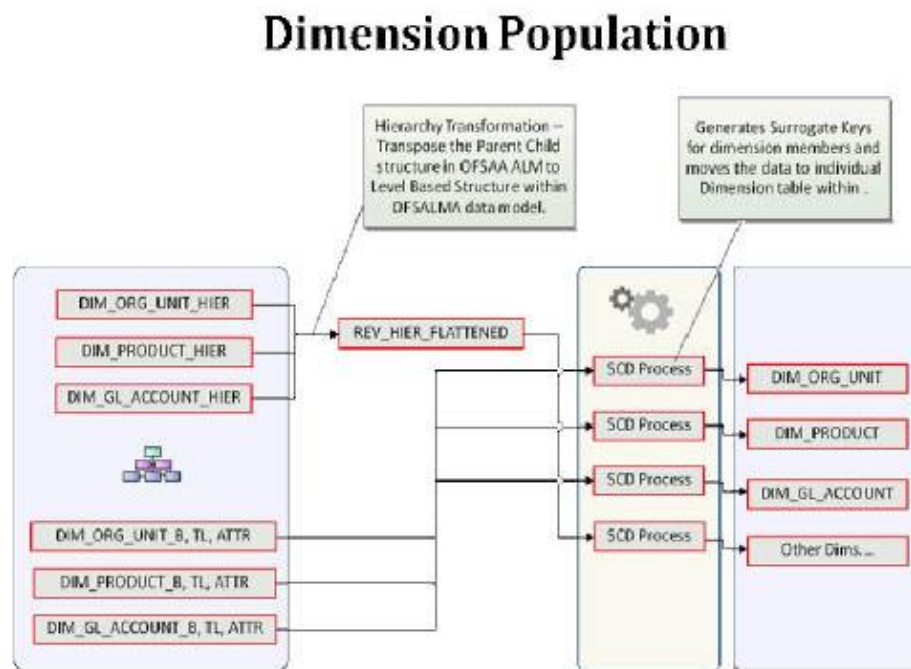 Dimension Population
Hierarchy Transformation –
Transpose the Parent Child
structure in OFSAA ALM to
Level Based Structure within
OFSALMA data model.
Generates Surrogate Keys
for dimension members and
moves the data to individual
Dimension table within .
DIM_ORG_UNIT_HIER
DIM_PRODUCT_HIER
DIM_GL_ACCOUNT_HIER
REV_HIER_FLATTENED
DIM_ORG_UNIT_B, TL, ATTR
DIM_PRODUCT_B, TL, ATTR
DIM_GL_ACCOUNT_B, TL, ATTR
SCD Process
SCD Process
SCD Process
SCD Process
DIM_ORG_UNIT
DIM_PRODUCT
DIM_GL_ACCOUNT
Other Dims....